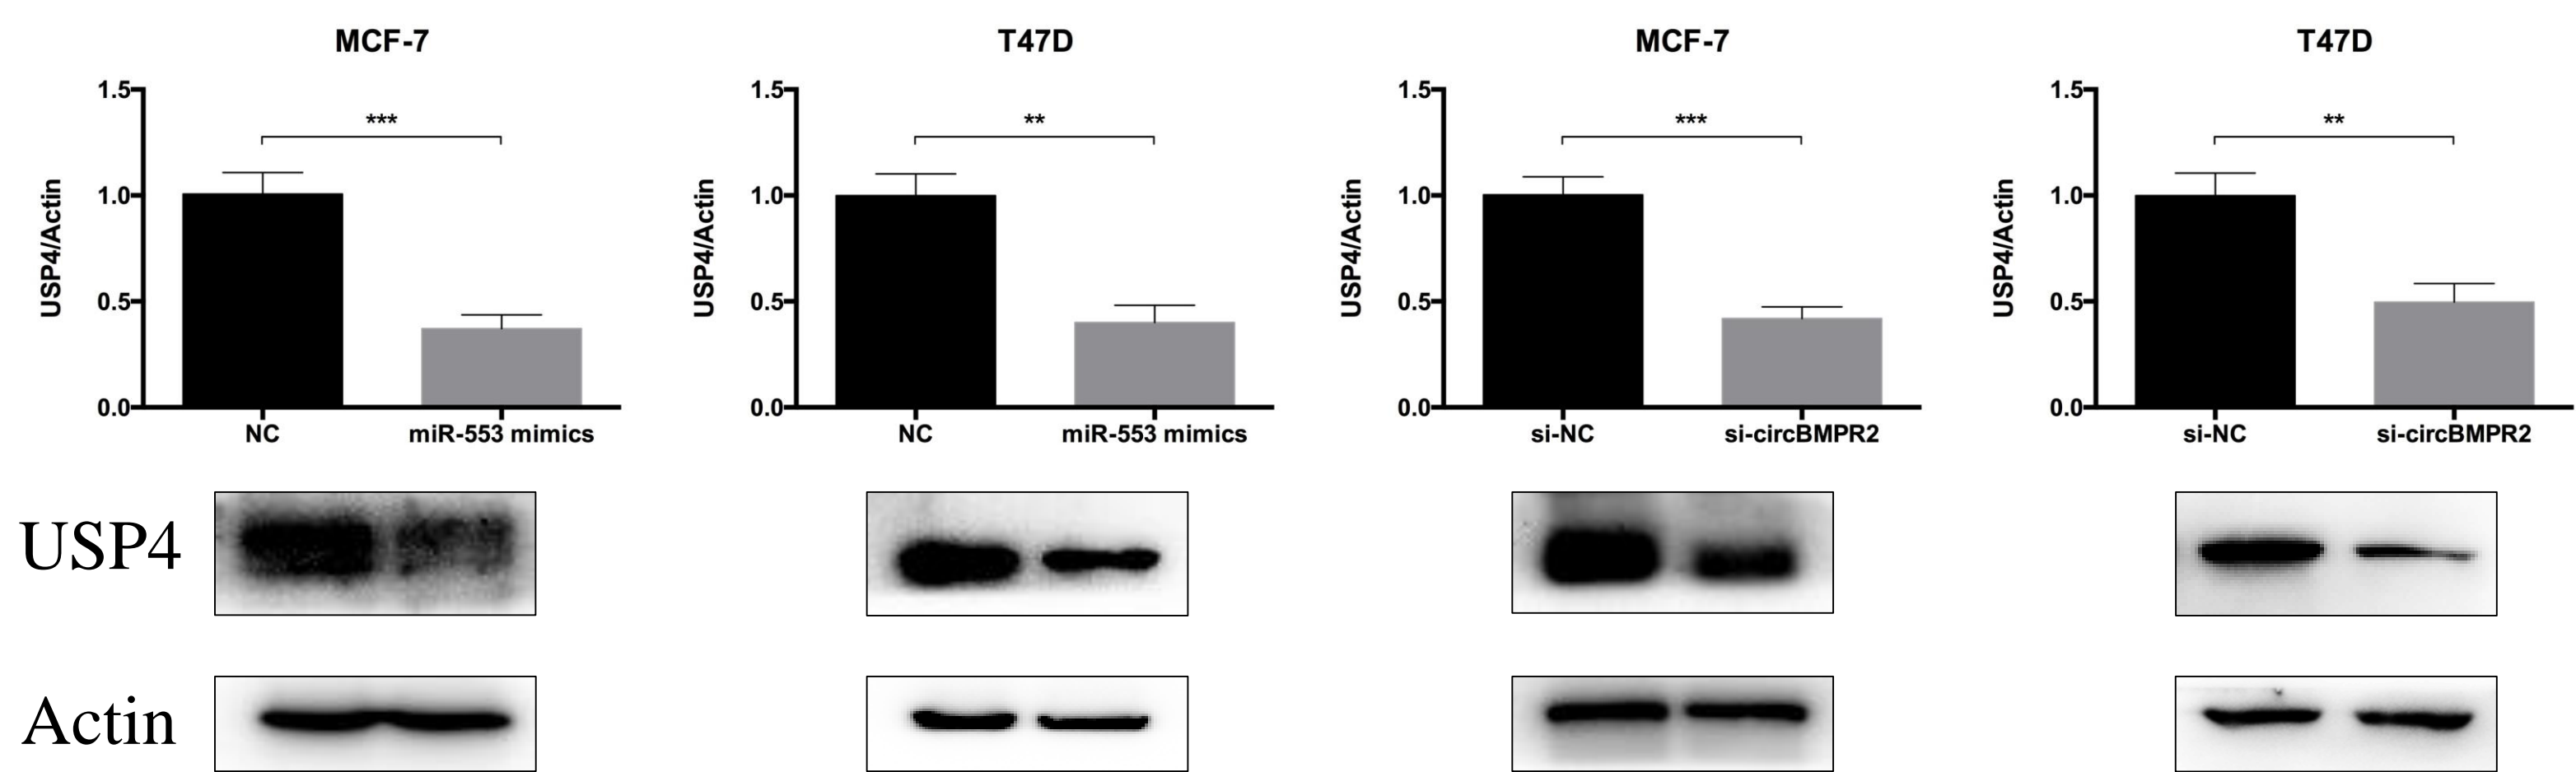 MCF-7
***
USP4/Actin
1.5
1.0
0.5
0.0
NC miR-553 mimics
T47D
**
USP4/Actin
1.5
1.0
0.5
0.0
NC miR-553 mimics
MCF-7
***
USP4/Actin
1.5
1.0
0.5
0.0
si-NC si-circBMPR2
T47D
**
USP4/Actin
1.5
1.0
0.5
0.0
si-NC si-circBMPR2
USP4
Actin